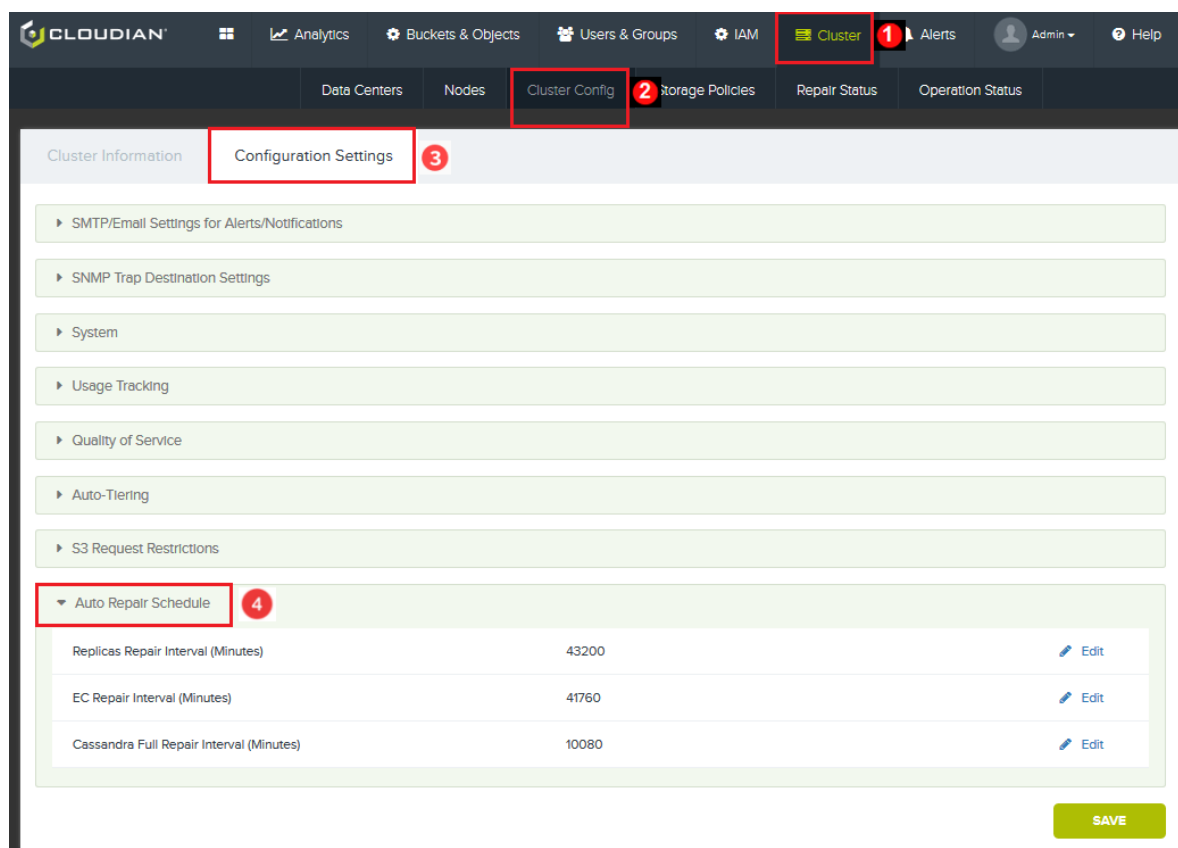 CLOUDIAN Analytics Buckets & Objects Users & Groups IAM Cluster 1 Alerts Admin Help
Data Centers Nodes Cluster Config 2 Storage Policies Repair Status Operation Status
Cluster Information Configuration Settings 3
SMTP/Email Settings for Alerts/Notifications
SNMP Trap Destination Settings
System
Usage Tracking
Quality of Service
Auto-Tiering
S3 Request Restrictions
Auto Repair Schedule 4
Replicas Repair Interval (Minutes) 43200 Edit
EC Repair Interval (Minutes) 41760 Edit
Cassandra Full Repair Interval (Minutes) 10080 Edit
SAVE